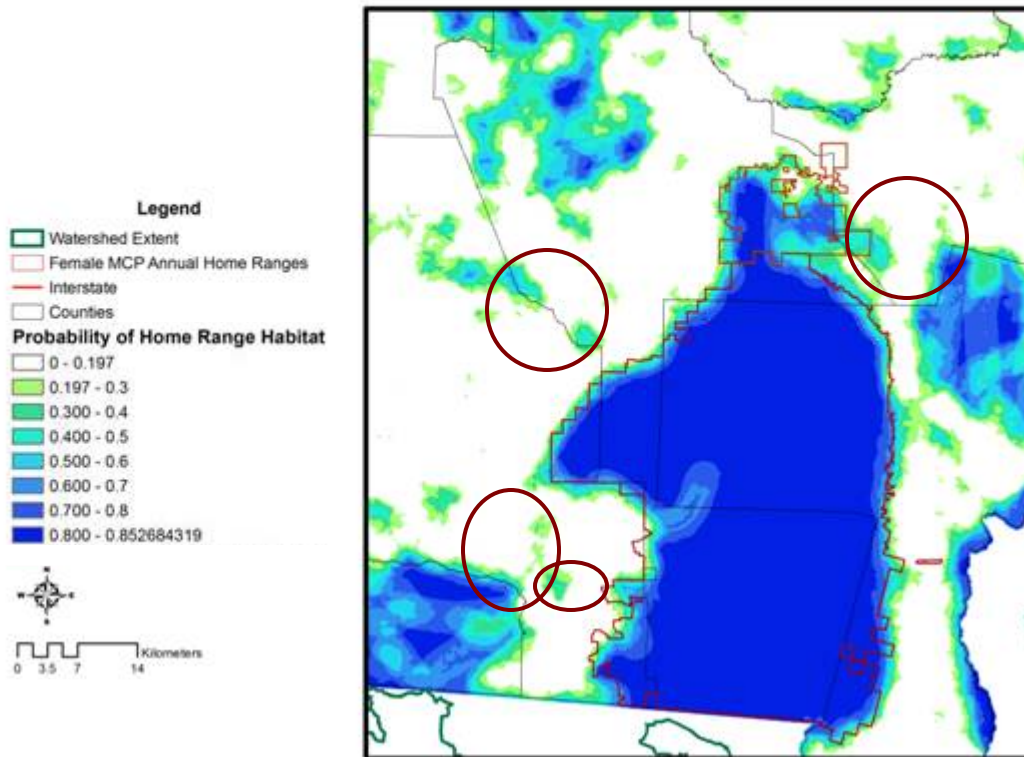 Legend
Watershed Extent
Female MCP Annual Home Ranges
Interstate
Counties
Probability of Home Range Habitat
0 - 0.197
0.197 - 0.3
0.300 - 0.4
0.400 - 0.5
0.500 - 0.6
0.600 - 0.7
0.700 - 0.8
0.800 - 0.852684319
N
W E
S
Kilometers
0 3.5 7 14